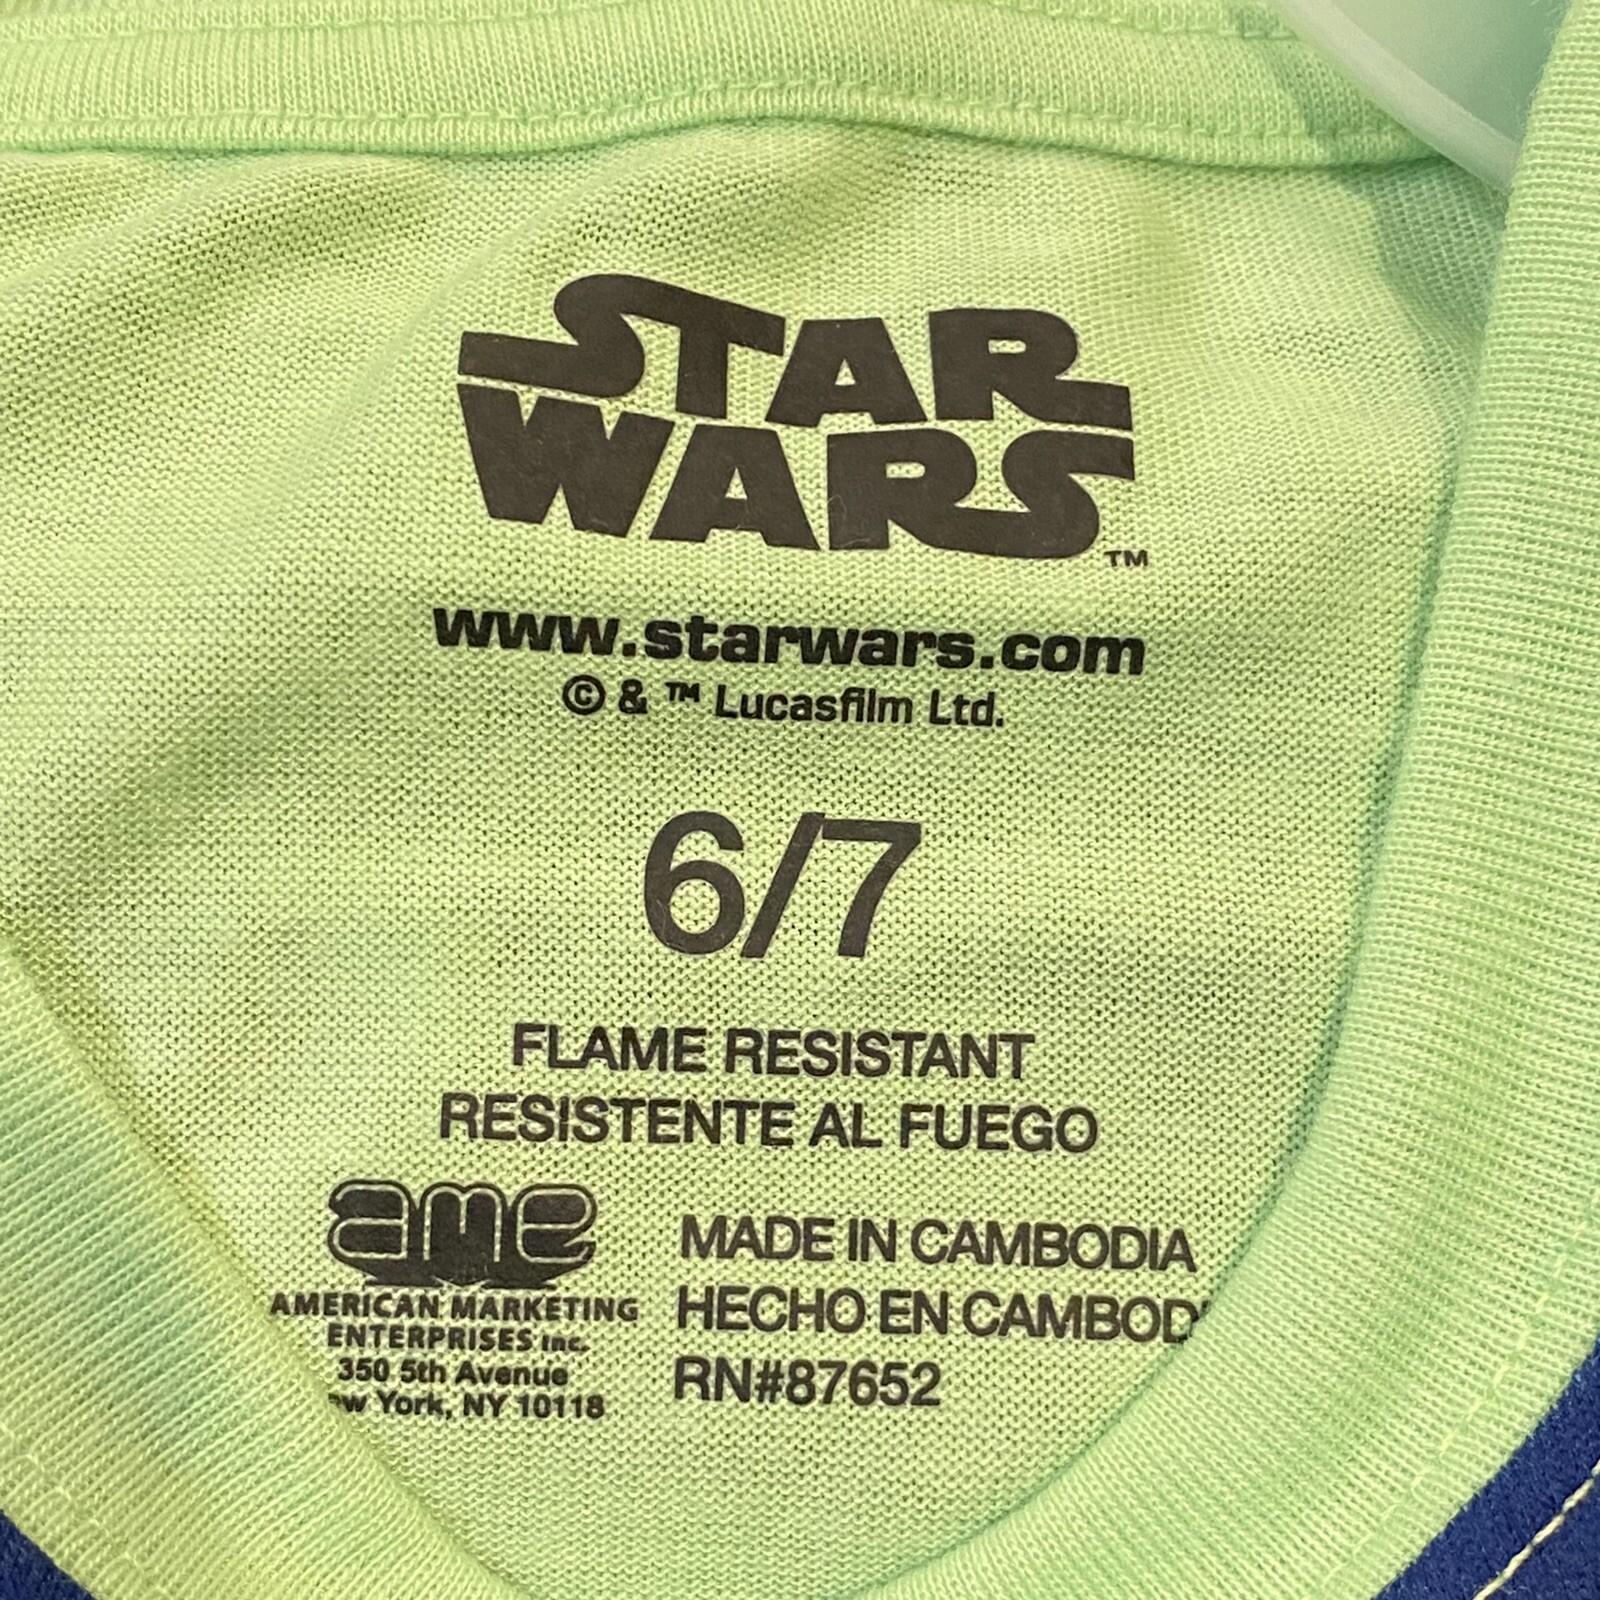 STAR
WARS
™
www.starwars.com
© & ™ Lucasfilm Ltd.
6/7
FLAME RESISTANT
RESISTENTE AL FUEGO
ame
AMERICAN MARKETING
ENTERPRISES Inc.
350 5th Avenue
ew York, NY 10118
MADE IN CAMBODIA
HECHO EN CAMBOD
RN#87652